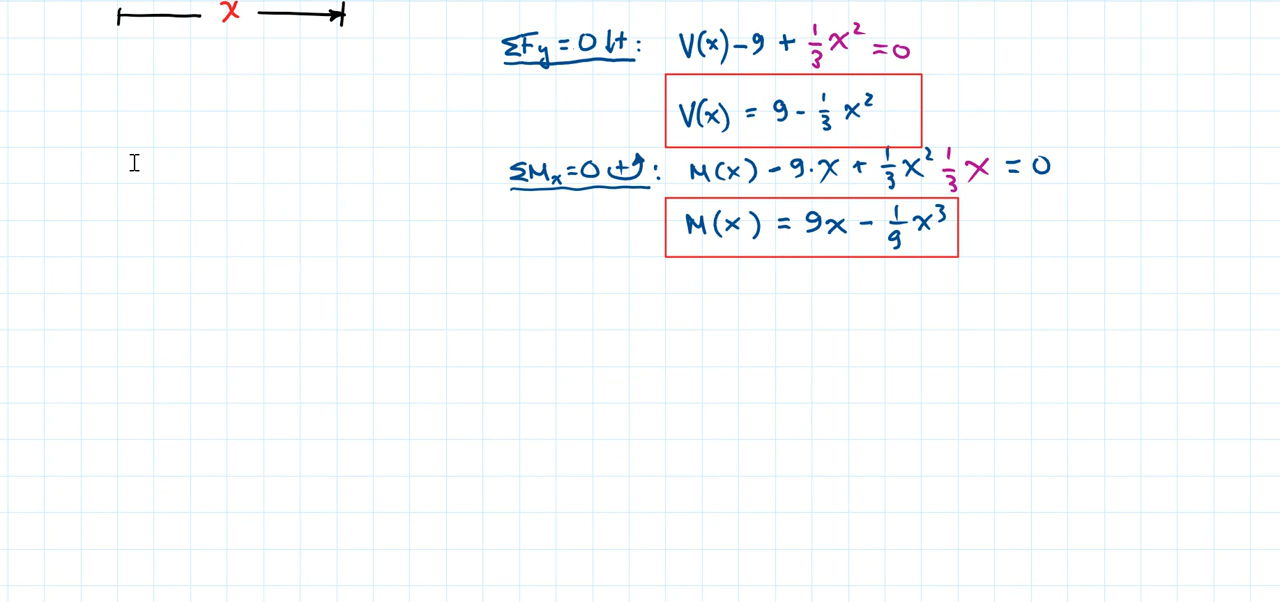 x
ΣFy = 0 ↓+ : V(x) - 9 + 1/3 x² = 0
V(x) = 9 - 1/3 x²
ΣMx = 0 +↺ : M(x) - 9·x + 1/3 x² 1/3 x = 0
M(x) = 9x - 1/9 x³